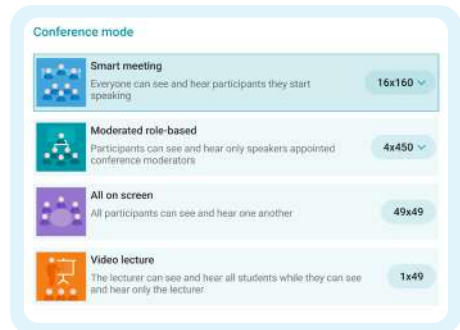 Conference mode
Smart meeting
Everyone can see and hear participants they start
speaking
16x160
Moderated role-based
Participants can see and hear only speakers appointed
conference moderators
4x450
All on screen
All participants can see and hear one another
49x49
Video lecture
The lecturer can see and hear all students while they can see
and hear only the lecturer
1x49